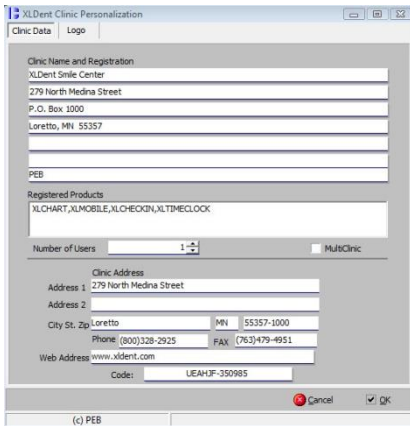 XLDent Clinic Personalization
Clinic Data Logo
Clinic Name and Registration
XLDent Smile Center
279 North Medina Street
P.O. Box 1000
Loretto, MN 55357
PEB
Registered Products
XLCHART,XLMOBILE,XLCHECKIN,XLTIMECLOCK
Number of Users 1 MultiClinic
Clinic Address
Address 1 279 North Medina Street
Address 2
City St. Zip Loretto MN 55357-1000
Phone (800)328-2925 FAX (763)479-4951
Web Address www.xldent.com
Code: UEAHJF-350985
Cancel OK
(c) PEB